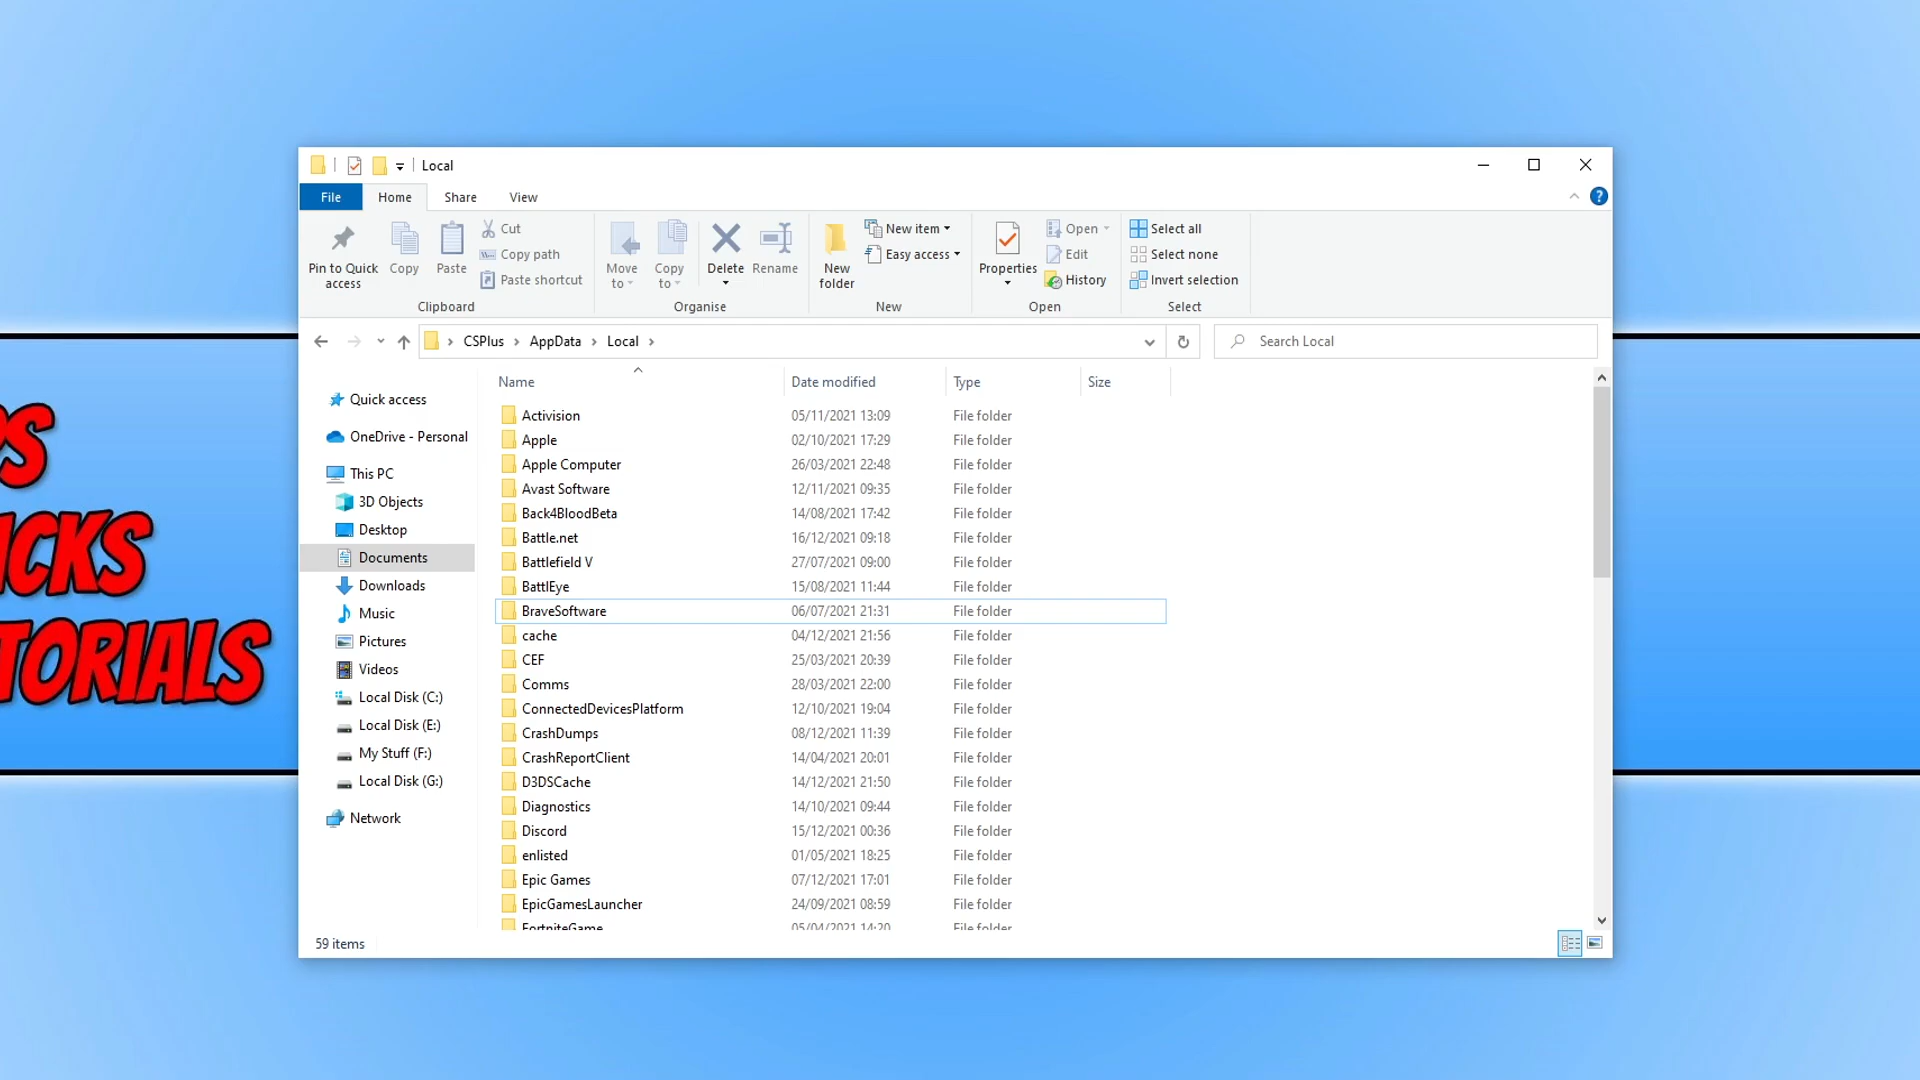 Local
File Home Share View
Pin to Quick access
Copy
Paste
Cut
Copy path
Paste shortcut
Clipboard
Move to
Copy to
Delete
Rename
Organise
New folder
New item
Easy access
New
Properties
Open
Edit
History
Open
Select all
Select none
Invert selection
Select
CSPlus AppData Local
Search Local
Quick access
OneDrive - Personal
This PC
3D Objects
Desktop
Documents
Downloads
Music
Pictures
Videos
Local Disk (C:)
Local Disk (E:)
My Stuff (F:)
Local Disk (G:)
Network
Name Date modified Type Size
Activision 05/11/2021 13:09 File folder
Apple 02/10/2021 17:29 File folder
Apple Computer 26/03/2021 22:48 File folder
Avast Software 12/11/2021 09:35 File folder
Back4BloodBeta 14/08/2021 17:42 File folder
Battle.net 16/12/2021 09:18 File folder
Battlefield V 27/07/2021 09:00 File folder
BattlEye 15/08/2021 11:44 File folder
BraveSoftware 06/07/2021 21:31 File folder
cache 04/12/2021 21:56 File folder
CEF 25/03/2021 20:39 File folder
Comms 28/03/2021 22:00 File folder
ConnectedDevicesPlatform 12/10/2021 19:04 File folder
CrashDumps 08/12/2021 11:39 File folder
CrashReportClient 14/04/2021 20:01 File folder
D3DSCache 14/12/2021 21:50 File folder
Diagnostics 14/10/2021 09:44 File folder
Discord 15/12/2021 00:36 File folder
enlisted 01/05/2021 18:25 File folder
Epic Games 07/12/2021 17:01 File folder
EpicGamesLauncher 24/09/2021 08:59 File folder
FortniteGame 05/04/2021 14:20 File folder
59 items
PS
ICKS
TORIALS